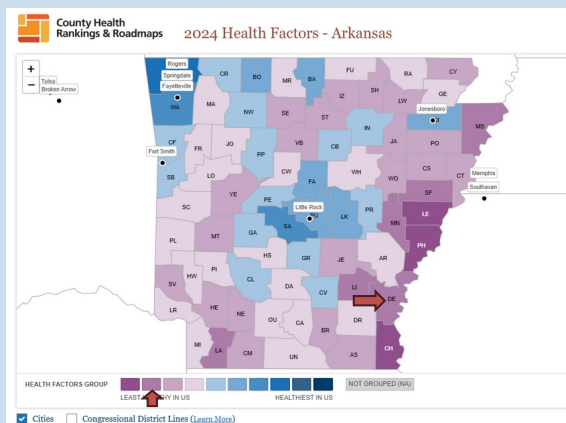 County Health
Rankings & Roadmaps
2024 Health Factors - Arkansas
+
−
Tulsa
Broken Arrow
Rogers
Springdale
Fayetteville
WA
CR
BO
MR
BA
FU
RA
CY
MA
NW
SE
IZ
SH
LW
GE
Jonesboro
MS
ST
IN
CF
FR
JO
PP
VB
CB
JA
PO
Fort Smith
SB
LO
CW
WH
WO
CS
CT
Memphis
Southaven
SC
YE
PE
FA
Little Rock
LK
PR
SF
LE
SA
GA
MN
PL
MT
HS
GR
JE
AR
PH
SV
HW
PI
CL
DA
CV
LI
DE
LR
HE
NE
OU
CA
BR
DR
MI
LA
CM
UN
AS
CH
HEALTH FACTORS GROUP
NOT GROUPED (NA)
HEALTHIEST IN US
Cities
Congressional District Lines (Learn More)